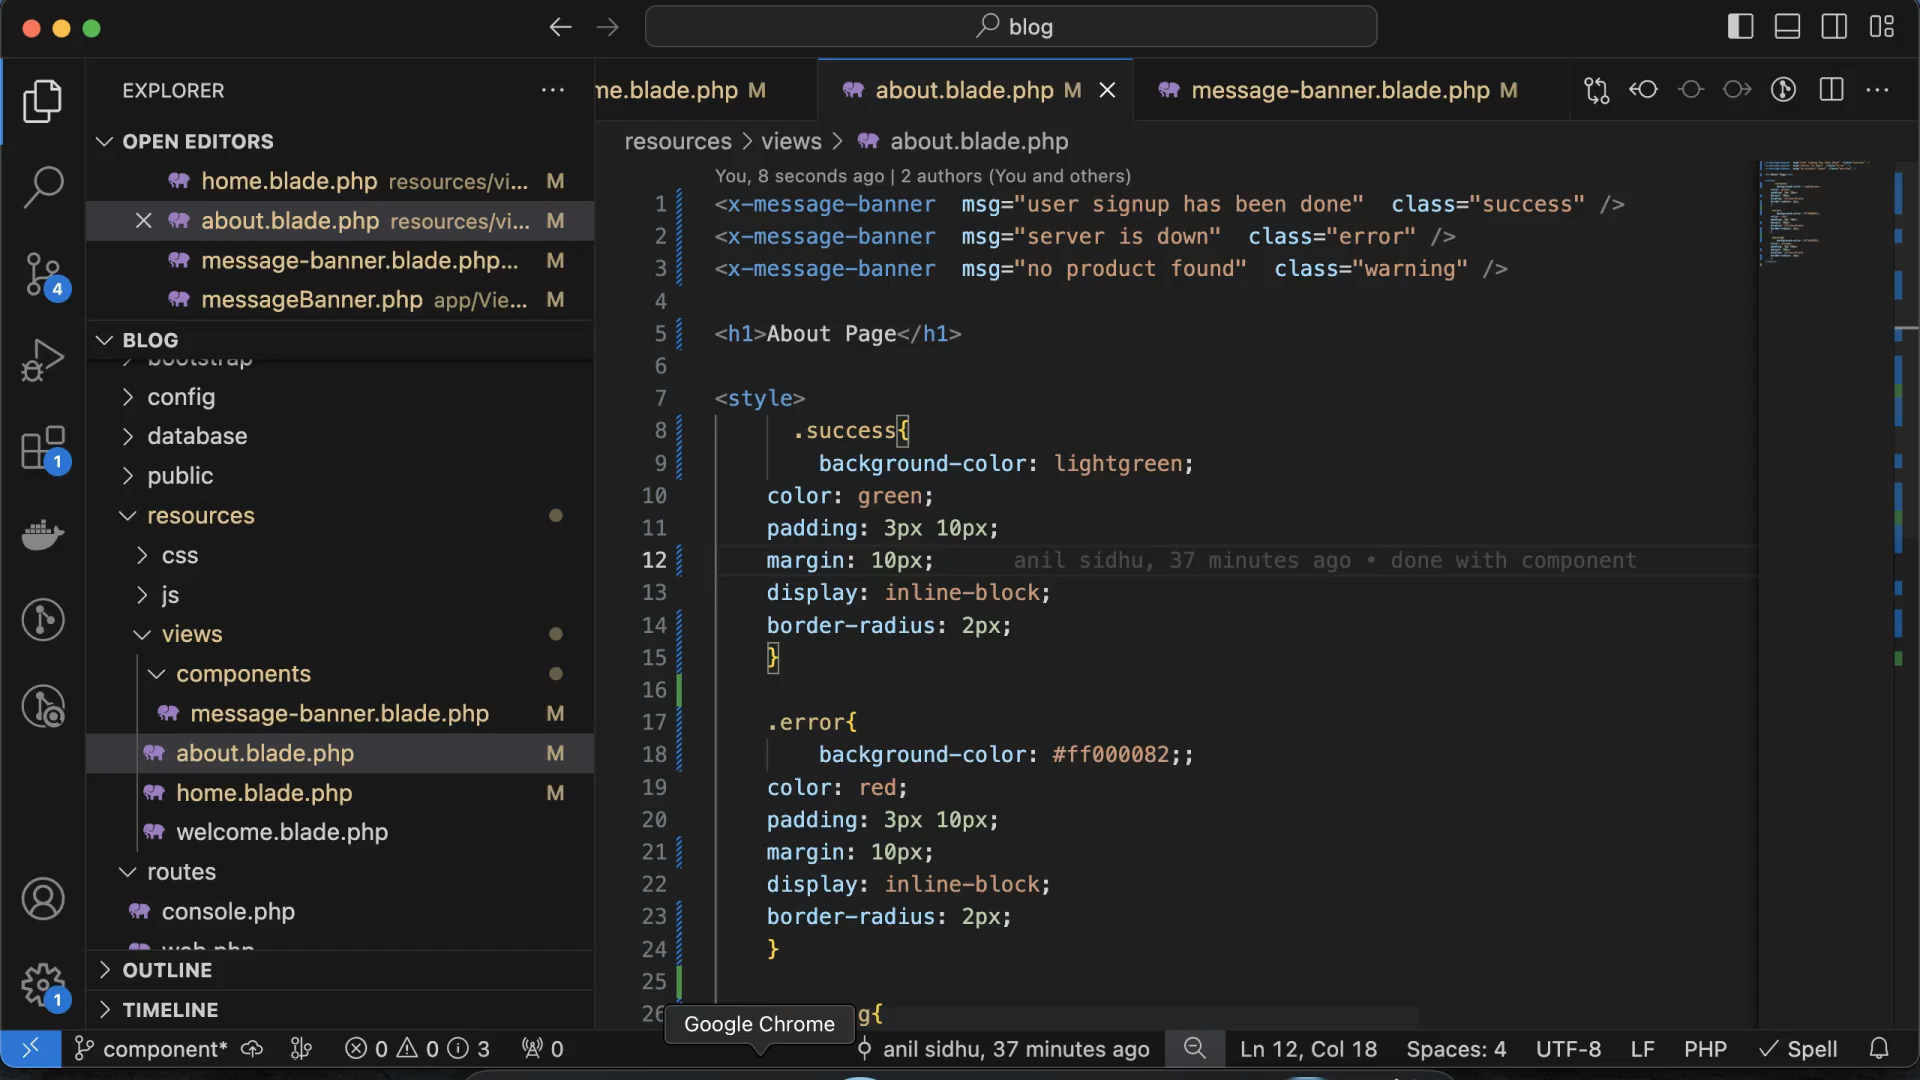 blog
EXPLORER
OPEN EDITORS
home.blade.php resources/vi... M
about.blade.php resources/vi... M
message-banner.blade.php... M
messageBanner.php app/Vie... M
4
1
BLOG
bootstrap
config
database
public
resources
css
js
views
components
message-banner.blade.php M
about.blade.php M
home.blade.php M
welcome.blade.php
routes
console.php
web.php
OUTLINE
TIMELINE
1
me.blade.php M
about.blade.php M
message-banner.blade.php M
resources > views > about.blade.php
You, 8 seconds ago | 2 authors (You and others)
1 <x-message-banner  msg="user signup has been done"  class="success" />
2 <x-message-banner  msg="server is down"  class="error" />
3 <x-message-banner  msg="no product found"  class="warning" />
4
5 <h1>About Page</h1>
6
7 <style>
8 .success{
9 background-color: lightgreen;
10 color: green;
11 padding: 3px 10px;
12 margin: 10px; anil sidhu, 37 minutes ago • done with component
13 display: inline-block;
14 border-radius: 2px;
15 }
16
17 .error{
18 background-color: #ff000082;;
19 color: red;
20 padding: 3px 10px;
21 margin: 10px;
22 display: inline-block;
23 border-radius: 2px;
24 }
25
26 g{
Google Chrome
component* 0 0 3 0 anil sidhu, 37 minutes ago Ln 12, Col 18 Spaces: 4 UTF-8 LF PHP Spell